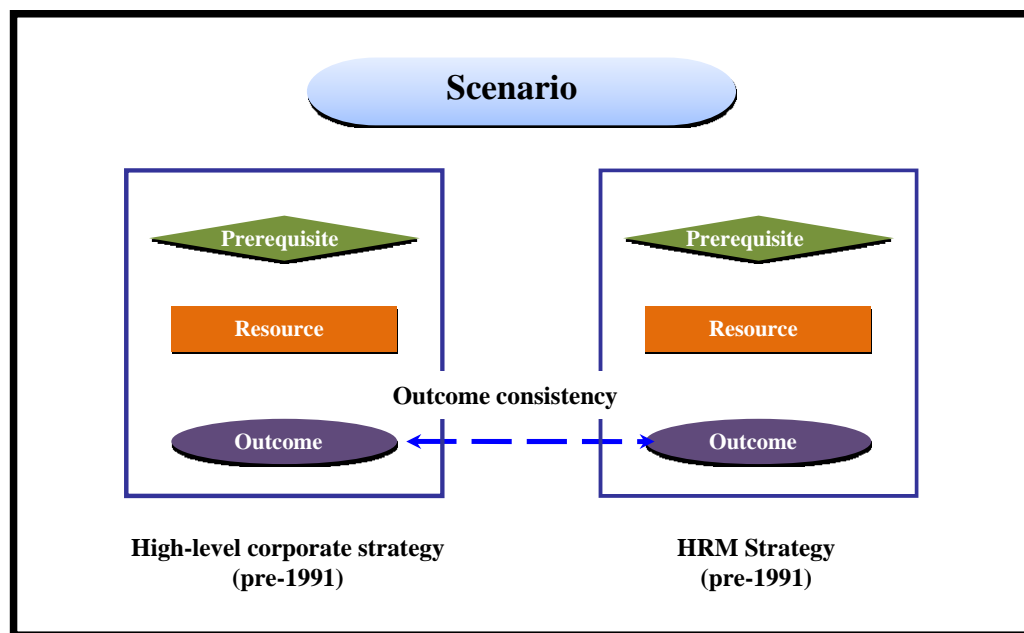 Scenario
Prerequisite
Prerequisite
Resource
Resource
Outcome consistency
Outcome
Outcome
High-level corporate strategy
(pre-1991)
HRM Strategy
(pre-1991)